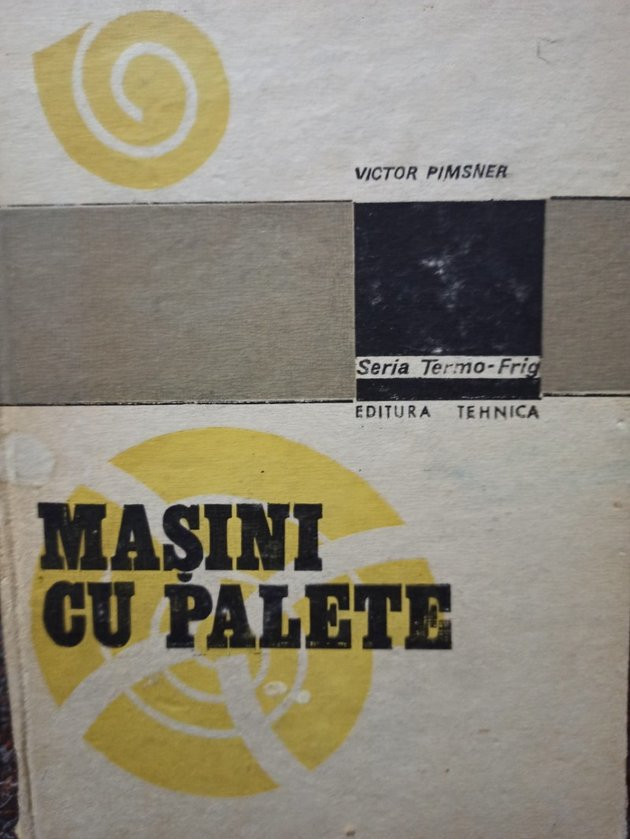 VICTOR PIMSNER
Seria Termo-Frig
EDITURA TEHNICA
MAȘINI
CU PALETE